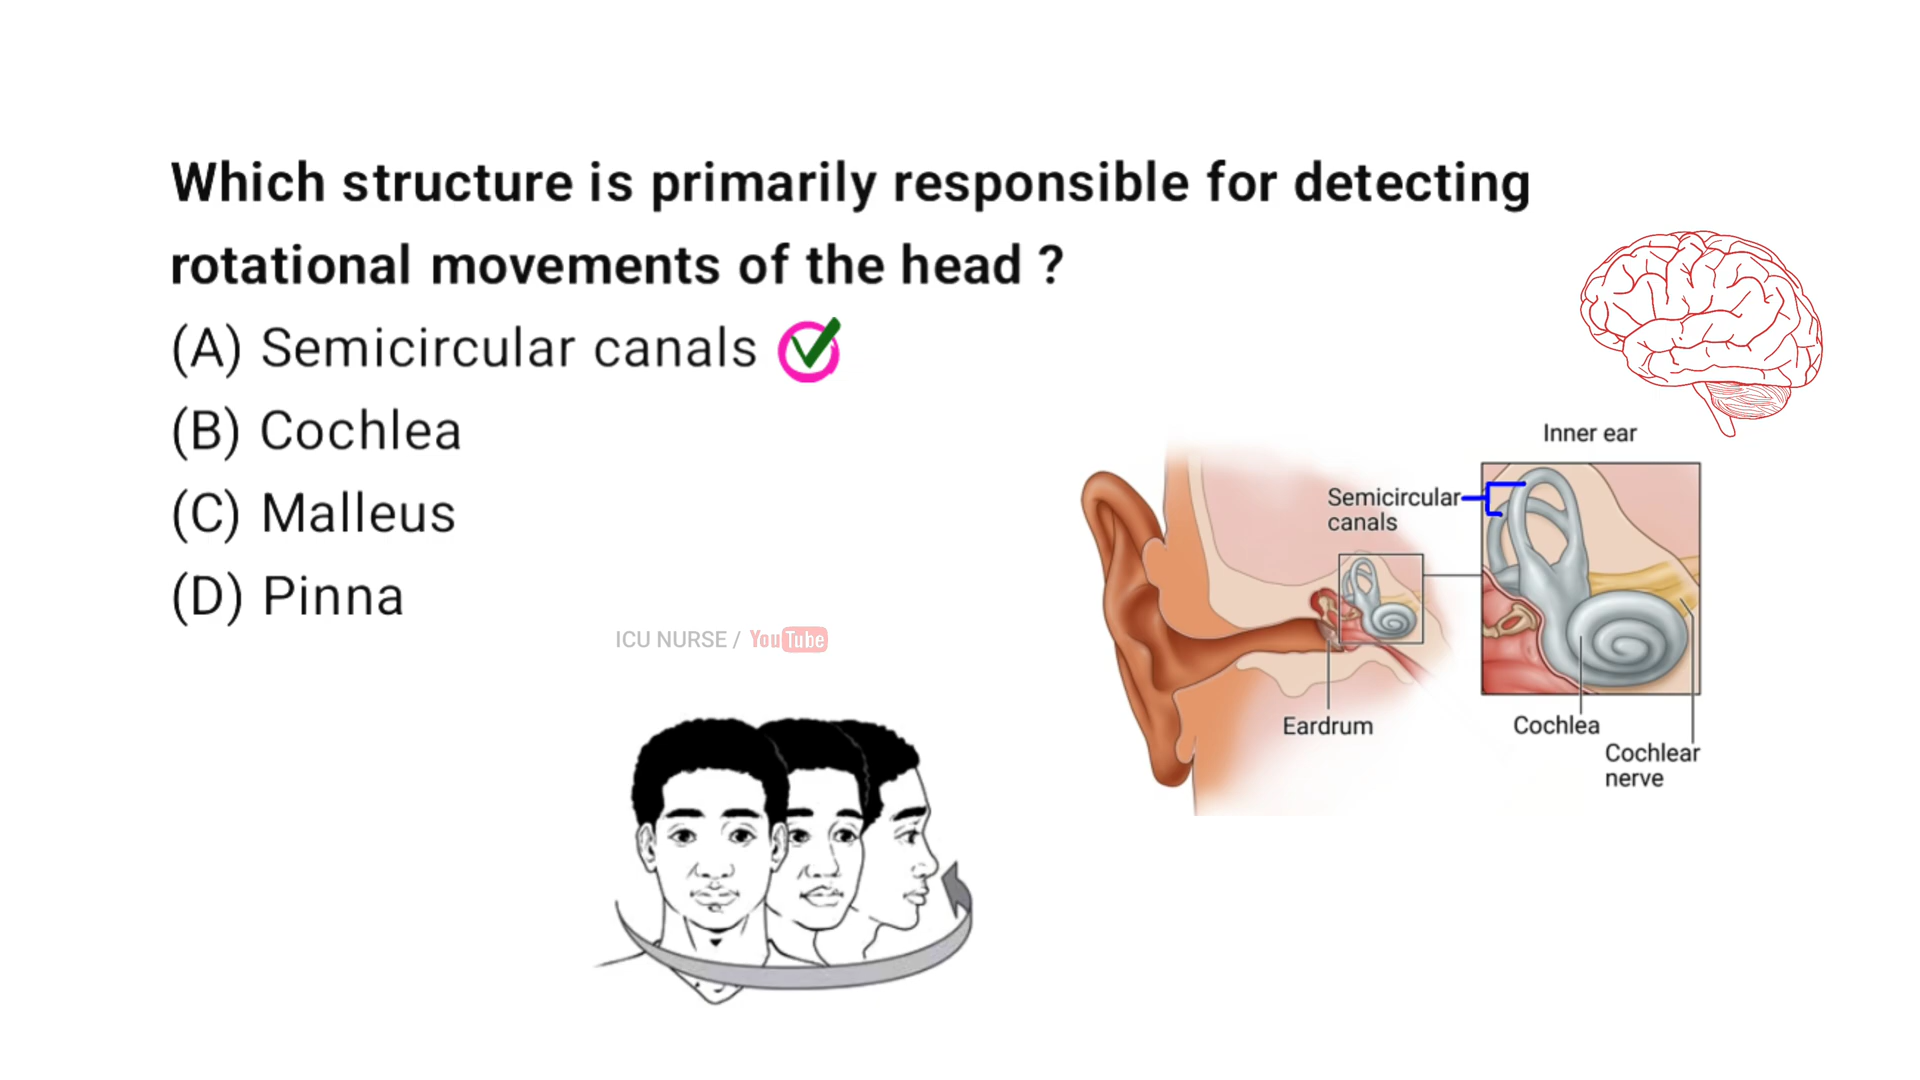 Which structure is primarily responsible for detecting
rotational movements of the head ?
(A) Semicircular canals
(B) Cochlea
(C) Malleus
(D) Pinna
ICU NURSE / YouTube
Inner ear
Semicircular
canals
Eardrum
Cochlea
Cochlear
nerve